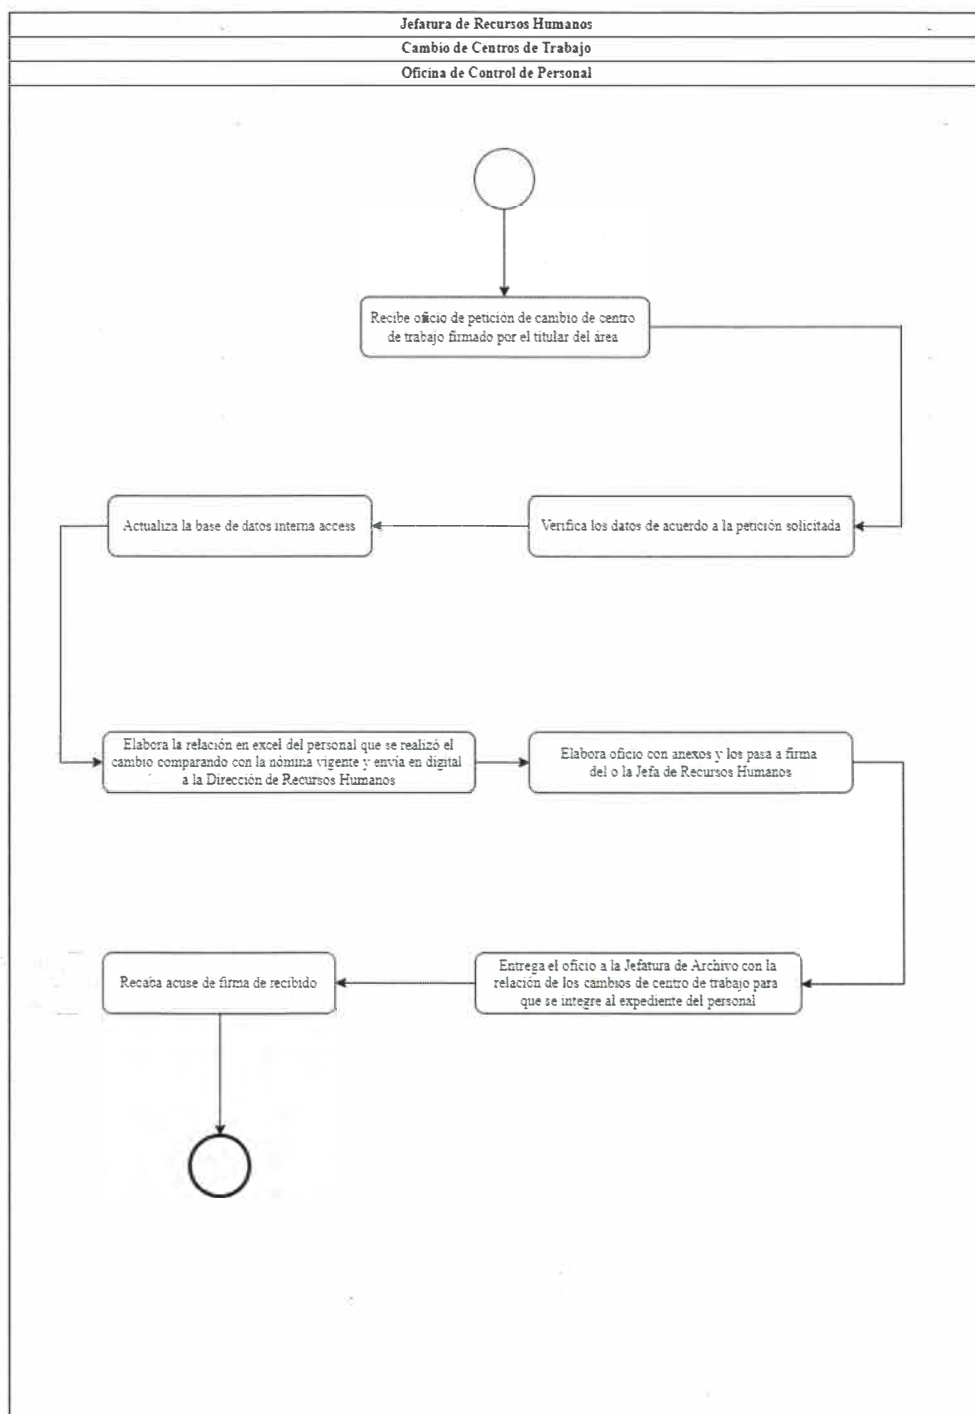 Jefatura de Recursos Humanos
Cambio de Centros de Trabajo
Oficina de Control de Personal
Recibe oficio de petición de cambio de centro
de trabajo firmado por el titular del área
Verifica los datos de acuerdo a la petición solicitada
Actualiza la base de datos interna access
Elabora la relación en excel del personal que se realizó el
cambio comparando con la nómina vigente y envía en digital
a la Dirección de Recursos Humanos
Elabora oficio con anexos y los pasa a firma
del o la Jefa de Recursos Humanos
Entrega el oficio a la Jefatura de Archivo con la
relación de los cambios de centro de trabajo para
que se integre al expediente del personal
Recaba acuse de firma de recibido